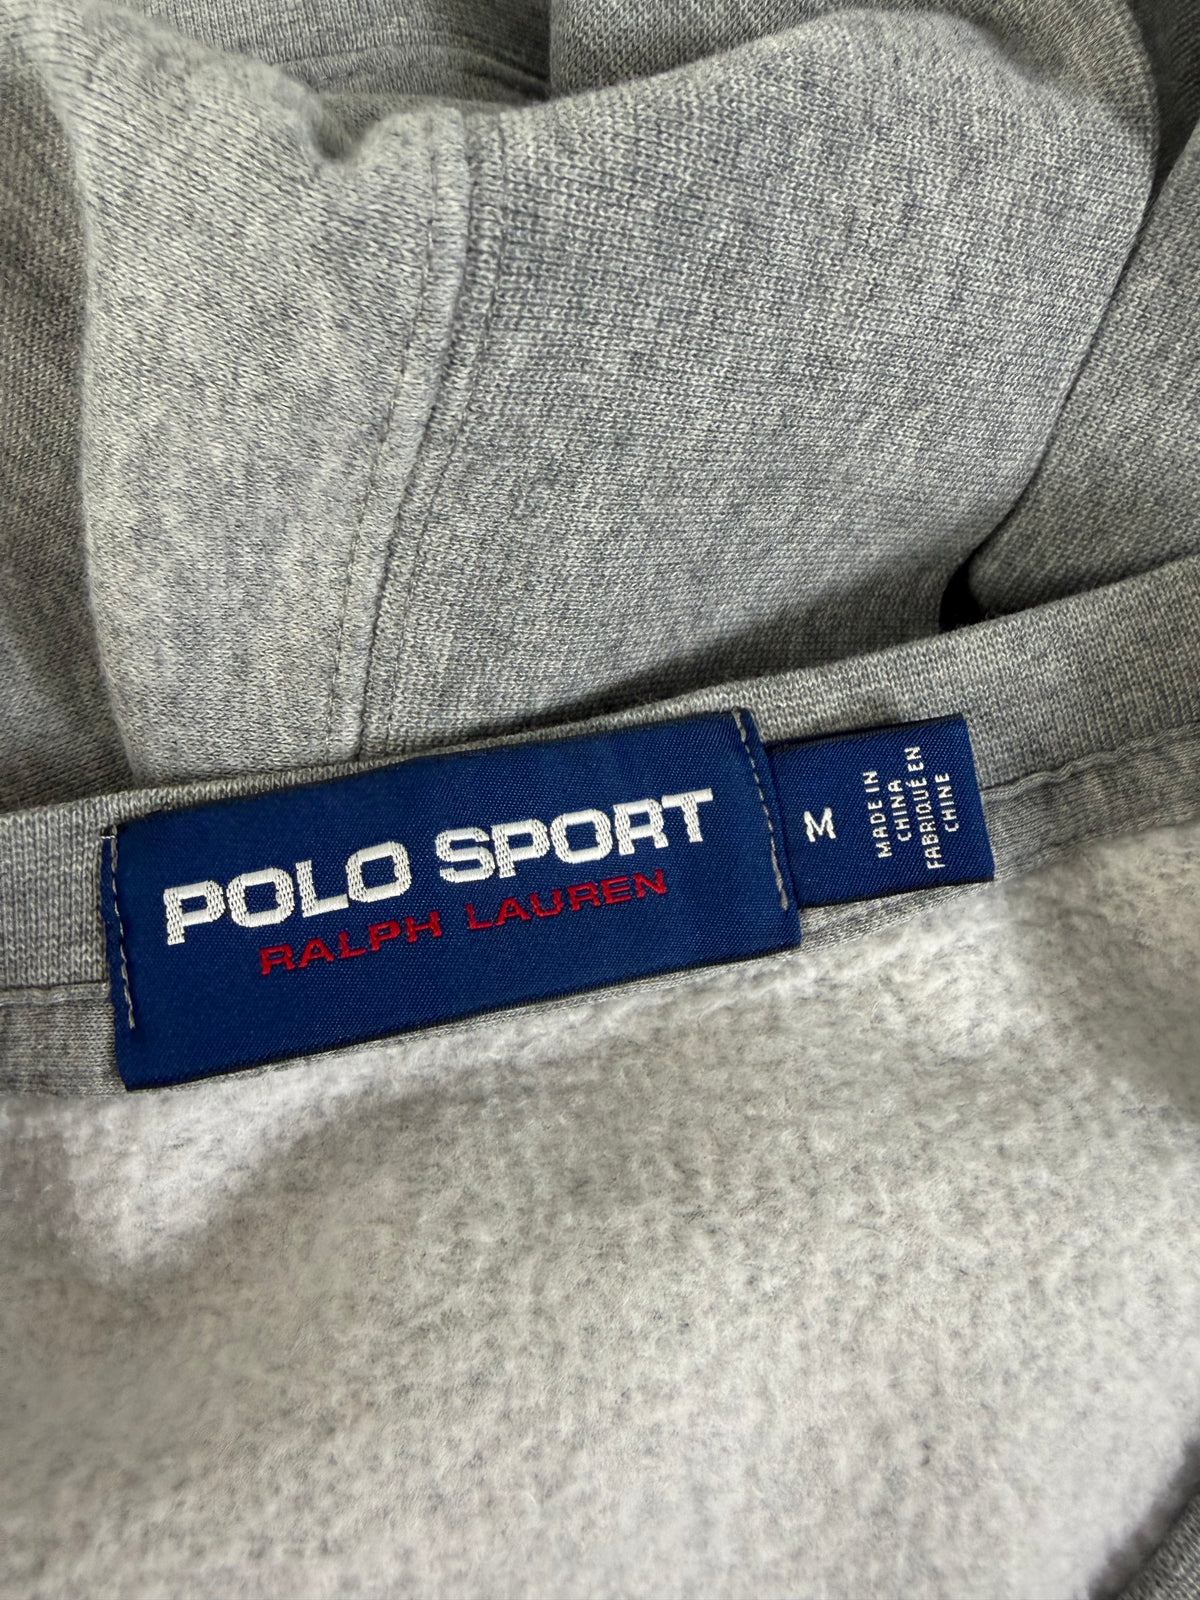 POLO SPORT
RALPH LAUREN
M
MADE IN
CHINA
FABRIQUÉ EN
CHINE